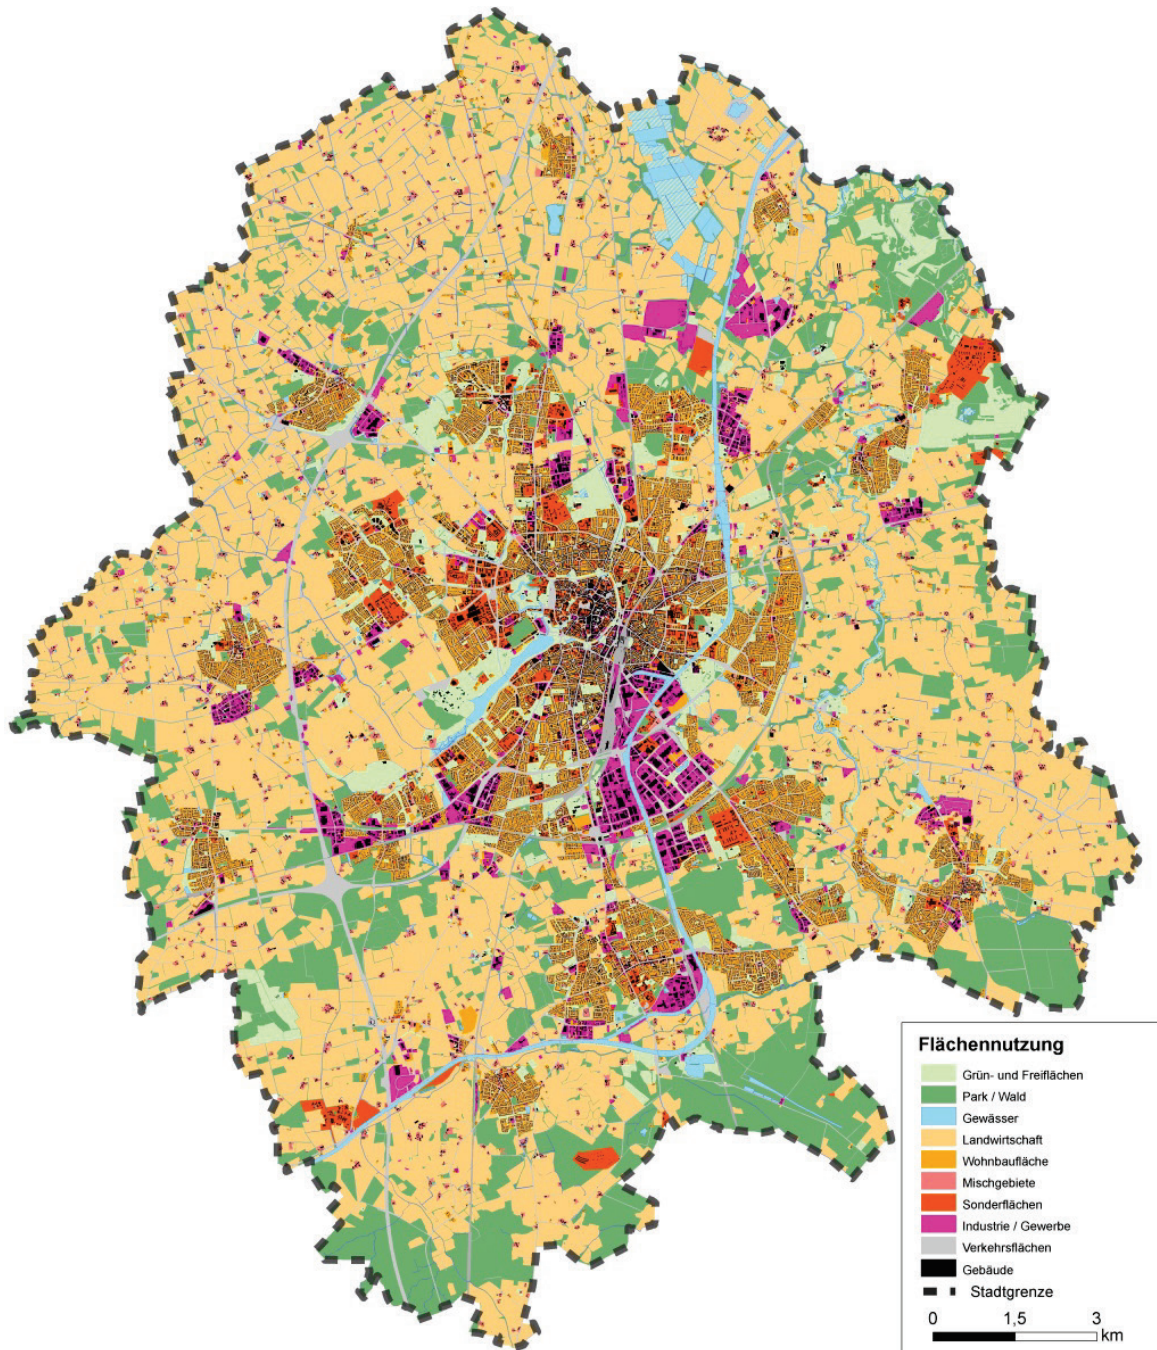 Flächennutzung
Grün- und Freiflächen
Park / Wald
Gewässer
Landwirtschaft
Wohnbaufläche
Mischgebiete
Sonderflächen
Industrie / Gewerbe
Verkehrsflächen
Gebäude
Stadtgrenze
0 1,5 3
km